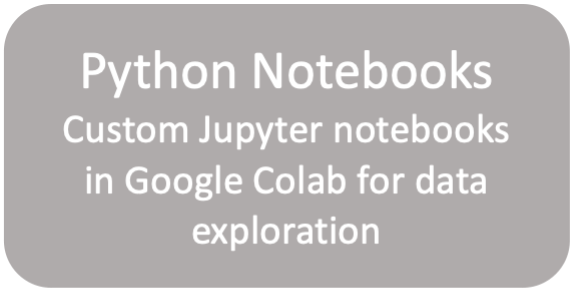 Python Notebooks
Custom Jupyter notebooks
in Google Colab for data
exploration